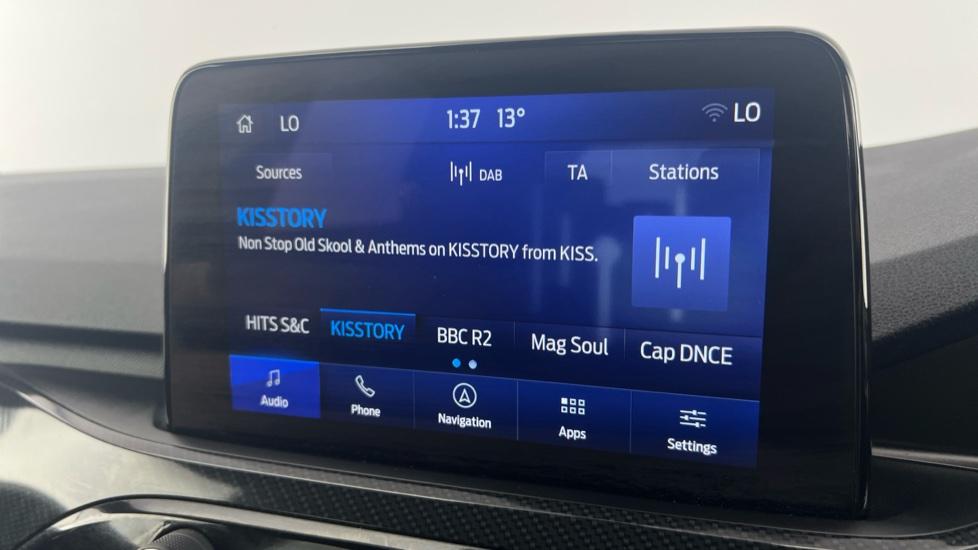 LO 1:37 13° LO
Sources DAB TA Stations
KISSTORY
Non Stop Old Skool & Anthems on KISSTORY from KISS.
HITS S&C KISSTORY BBC R2 Mag Soul Cap DNCE
Audio Phone Navigation Apps Settings